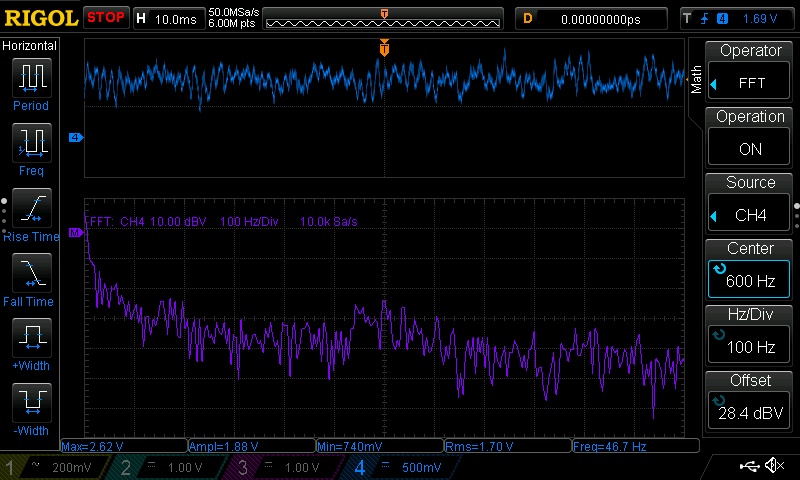 RIGOL STOP H 10.0ms 50.0MSa/s D 0.00000000ps T 4 1.69 V
6.00M pts
T
Horizontal
Period
Freq
Rise Time
Fall Time
+Width
-Width
T
4
FFT: CH4 10.00 dBV 100 Hz/Div 10.0k Sa/s
M
Max=2.62 V Ampl=1.88 V Min=740mV Rms=1.70 V Freq=46.7 Hz
1 ~ 200mV 2 1.00 V 3 1.00 V 4 500mV
Math
Operator
FFT
Operation
ON
Source
CH4
Center
600 Hz
Hz/Div
100 Hz
Offset
28.4 dBV